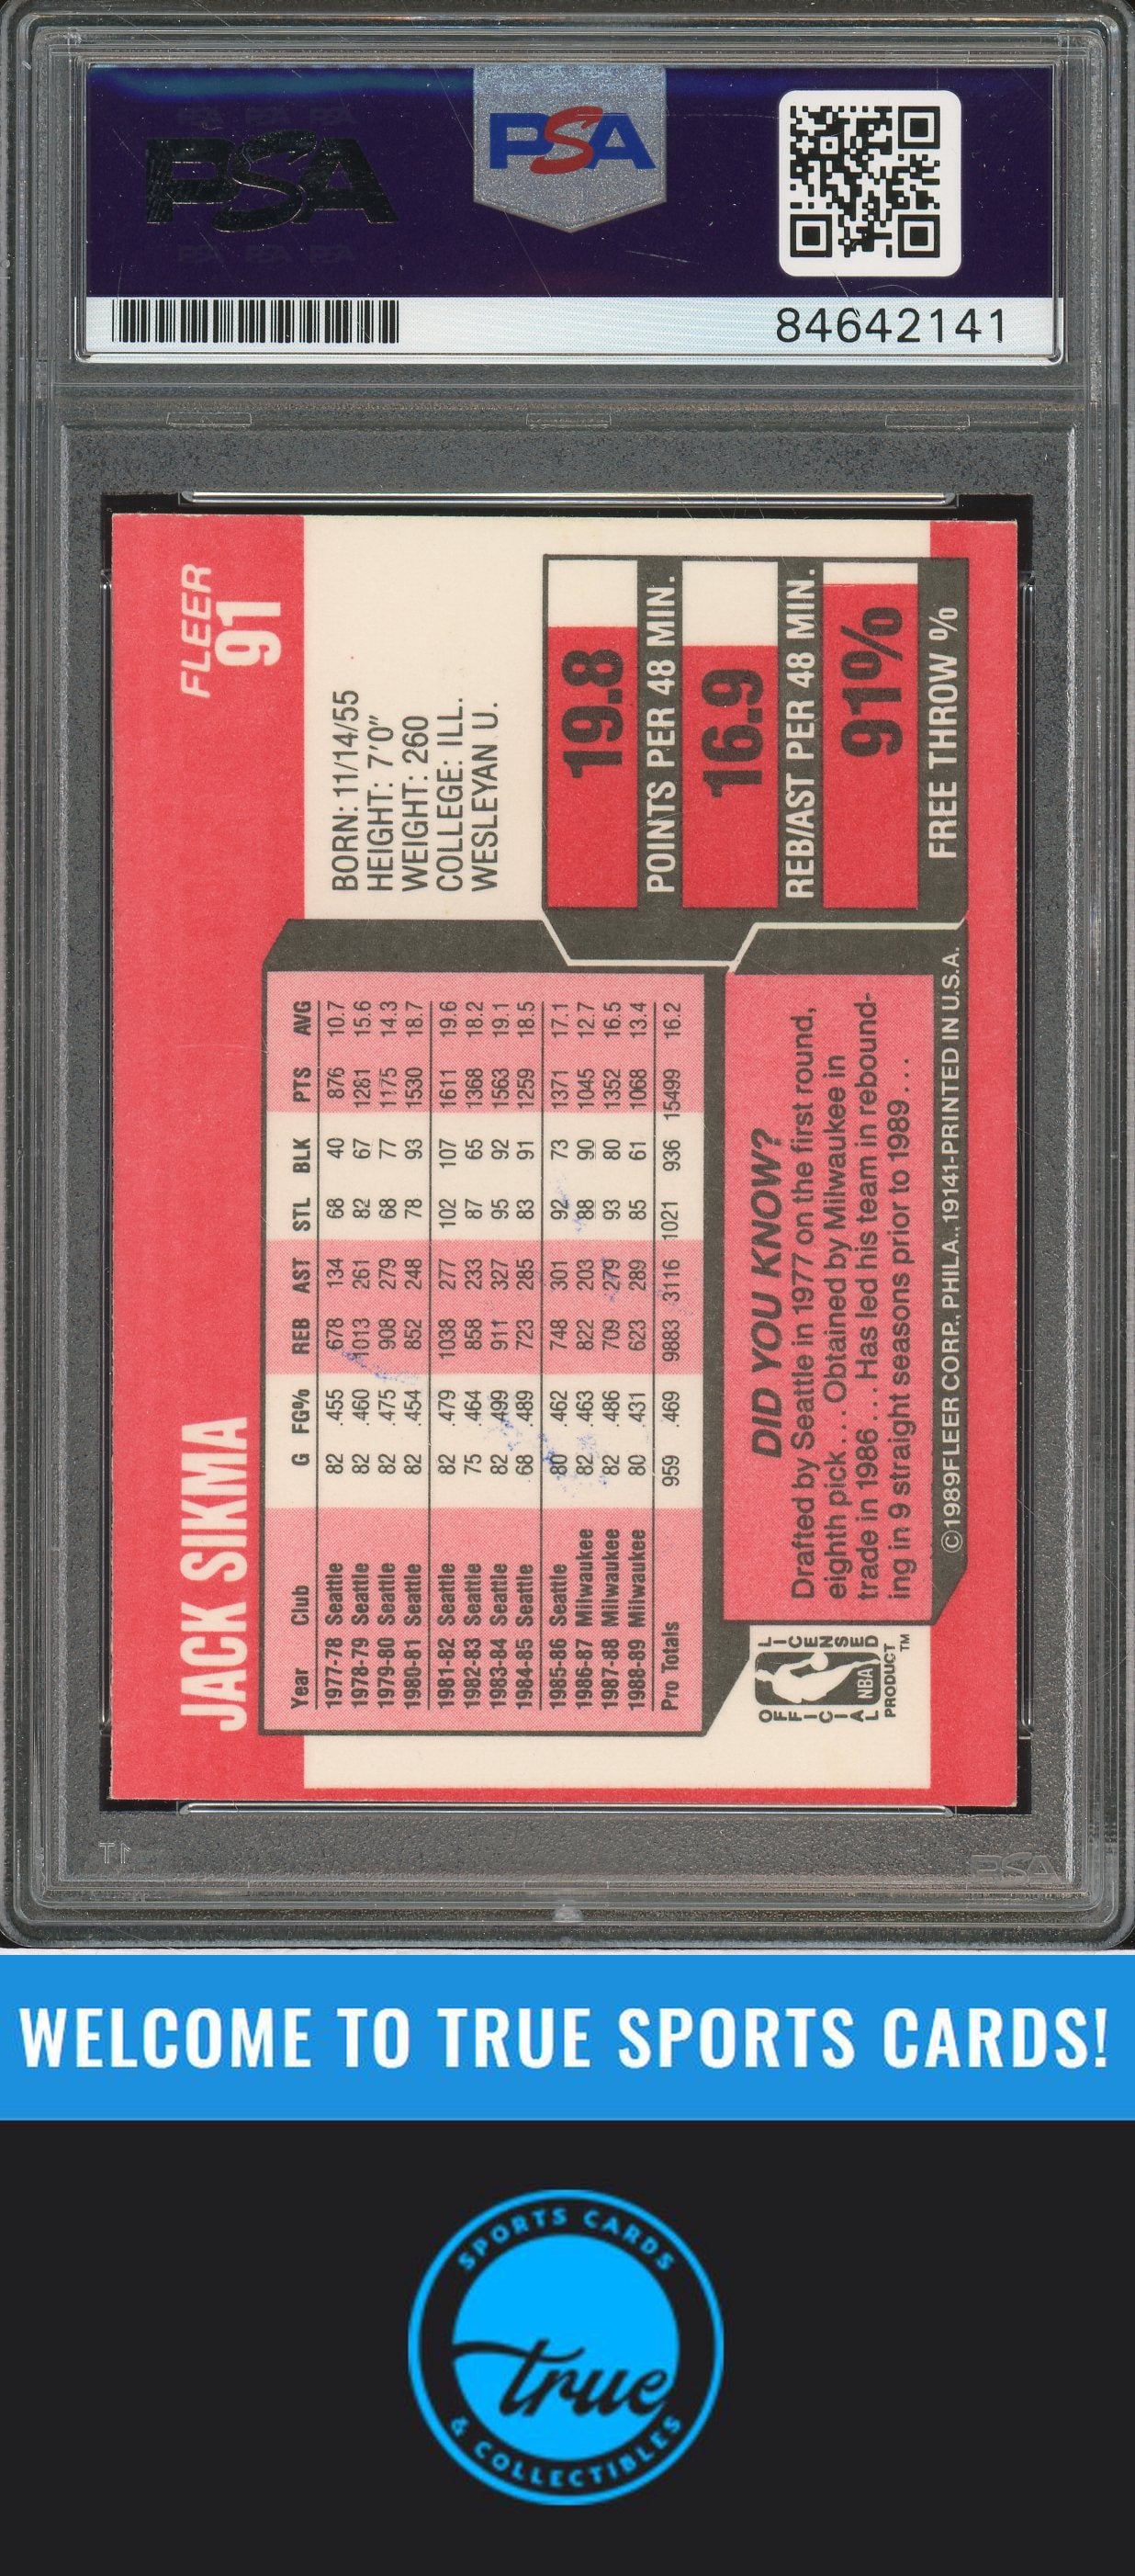 PSA
PSA
84642141
FLEER
91
JACK SIKMA
BORN: 11/14/55
HEIGHT: 7'0"
WEIGHT: 260
COLLEGE: ILL.
WESLEYAN U.
Year Club G FG% REB AST STL BLK PTS AVG
1977-78 Seattle 82 .455 678 134 68 40 876 10.7
1978-79 Seattle 82 .460 1013 261 82 67 1281 15.6
1979-80 Seattle 82 .475 908 279 68 77 1175 14.3
1980-81 Seattle 82 .454 852 248 78 93 1530 18.7
1981-82 Seattle 82 .479 1038 277 102 107 1611 19.6
1982-83 Seattle 75 .464 858 233 87 65 1368 18.2
1983-84 Seattle 82 .499 911 327 95 92 1563 19.1
1984-85 Seattle 68 .489 723 285 83 91 1259 18.5
1985-86 Seattle 80 .462 748 301 92 73 1371 17.1
1986-87 Milwaukee 82 .463 822 203 88 90 1045 12.7
1987-88 Milwaukee 82 .486 709 279 93 80 1352 16.5
1988-89 Milwaukee 80 .431 623 289 85 61 1068 13.4
Pro Totals 959 .469 9883 3116 1021 936 15499 16.2
19.8
POINTS PER 48 MIN.
16.9
REB/AST PER 48 MIN.
91%
FREE THROW %
DID YOU KNOW?
Drafted by Seattle in 1977 on the first round,
eighth pick... Obtained by Milwaukee in
trade in 1986... Has led his team in rebound-
ing in 9 straight seasons prior to 1989...
OFFICIAL LICENSED
NBA
PRODUCT™
©1989FLEER CORP., PHILA., 19141-PRINTED IN U.S.A.
PSA
WELCOME TO TRUE SPORTS CARDS!
SPORTS CARDS
true
& COLLECTIBLES